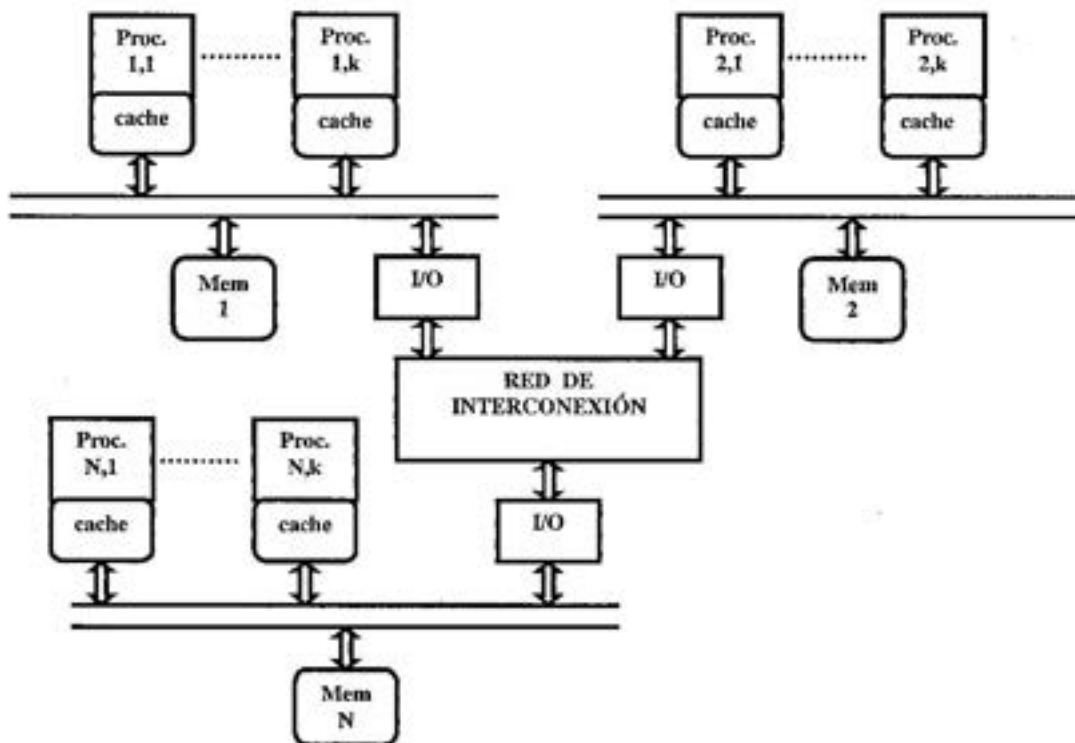 Proc.
1,1
cache
Proc.
1,k
cache
Proc.
2,1
cache
Proc.
2,k
cache
Mem
1
I/O
I/O
Mem
2
RED DE
INTERCONEXIÓN
Proc.
N,1
cache
Proc.
N,k
cache
I/O
Mem
N